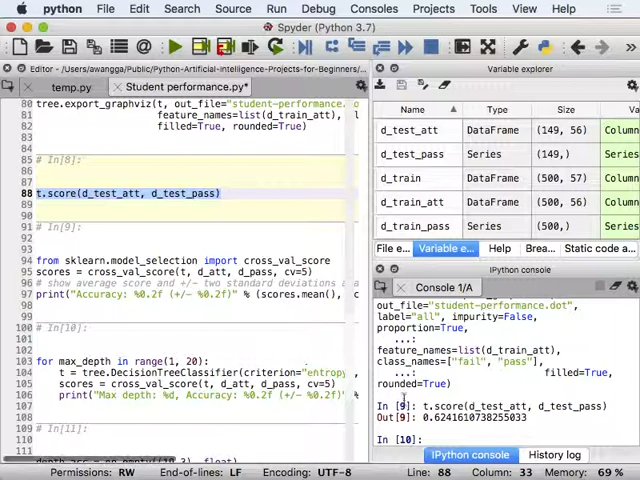 python File Edit Search Source Run Debug Consoles Projects Tools View Help
Spyder (Python 3.7)
Editor - /Users/awangga/Public/Python-Artificial-Intelligence-Projects-for-Beginners/...
temp.py Student performance.py*
80 tree.export_graphviz(t, out_file="student-performance.
81 feature_names=list(d_train_att),
82 filled=True, rounded=True)
83
84
85 # In[8]:
86
87
88 t.score(d_test_att, d_test_pass)
89
90
91 # In[9]:
92
93
94 from sklearn.model_selection import cross_val_score
95 scores = cross_val_score(t, d_att, d_pass, cv=5)
96 # show average score and +/- two standard deviations a
97 print("Accuracy: %0.2f (+/- %0.2f)" % (scores.mean(),
98
99
100 # In[10]:
101
102
103 for max_depth in range(1, 20):
104 t = tree.DecisionTreeClassifier(criterion="entropy
105 scores = cross_val_score(t, d_att, d_pass, cv=5)
106 print("Max depth: %d, Accuracy: %0.2f (+/- %0.2f)"
107
108
109 # In[11]:
110
111
Variable explorer
Name Type Size
d_test_att DataFrame (149, 56) Column
d_test_pass Series (149,) Series
d_train DataFrame (500, 57) Column
d_train_att DataFrame (500, 56) Column
d_train_pass Series (500,) Series
File e... Variable e... Help Brea... Static code a...
IPython console
Console 1/A
out_file="student-performance.dot",
label="all", impurity=False,
proportion=True,
...:
feature_names=list(d_train_att),
class_names=["fail", "pass"],
...: filled=True,
rounded=True)
In [9]: t.score(d_test_att, d_test_pass)
Out[9]: 0.6241610738255033
In [10]:
IPython console History log
Permissions: RW End-of-lines: LF Encoding: UTF-8 Line: 88 Column: 33 Memory: 69 %